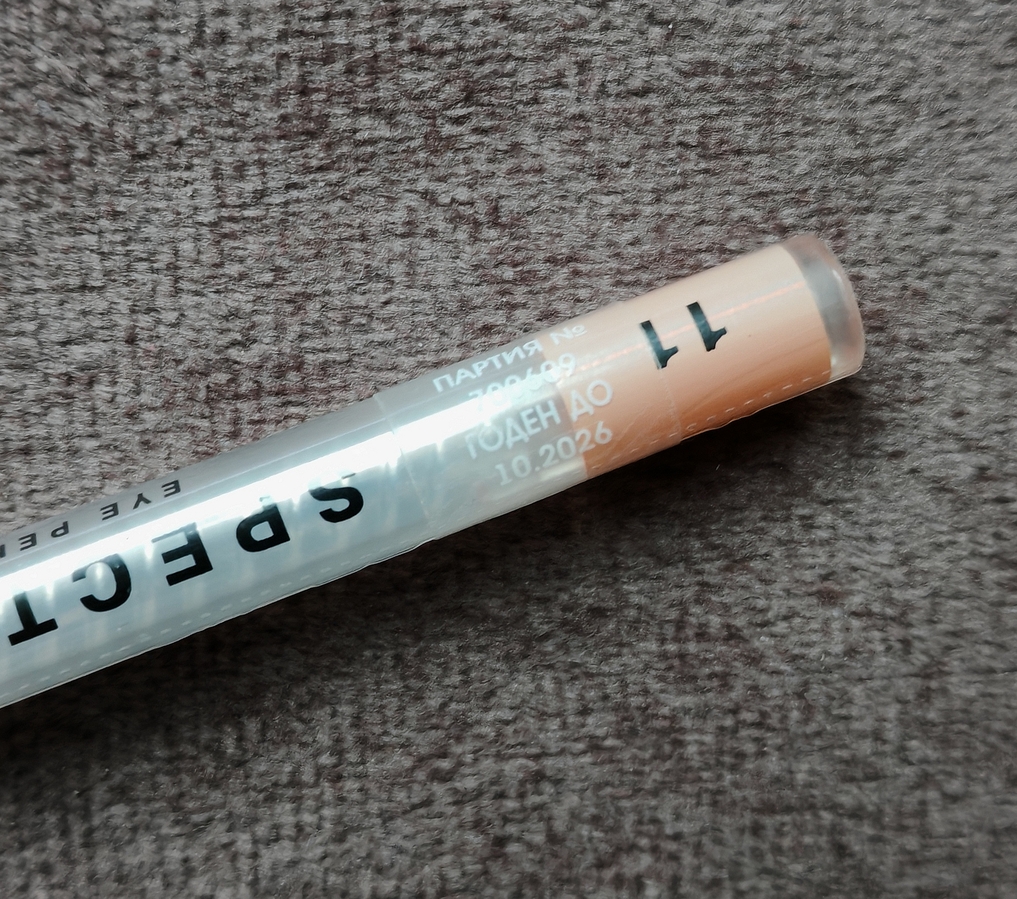 ПАРТИЯ №
ГОДЕН ДО
10.2026
11
SPECT
EYE PE